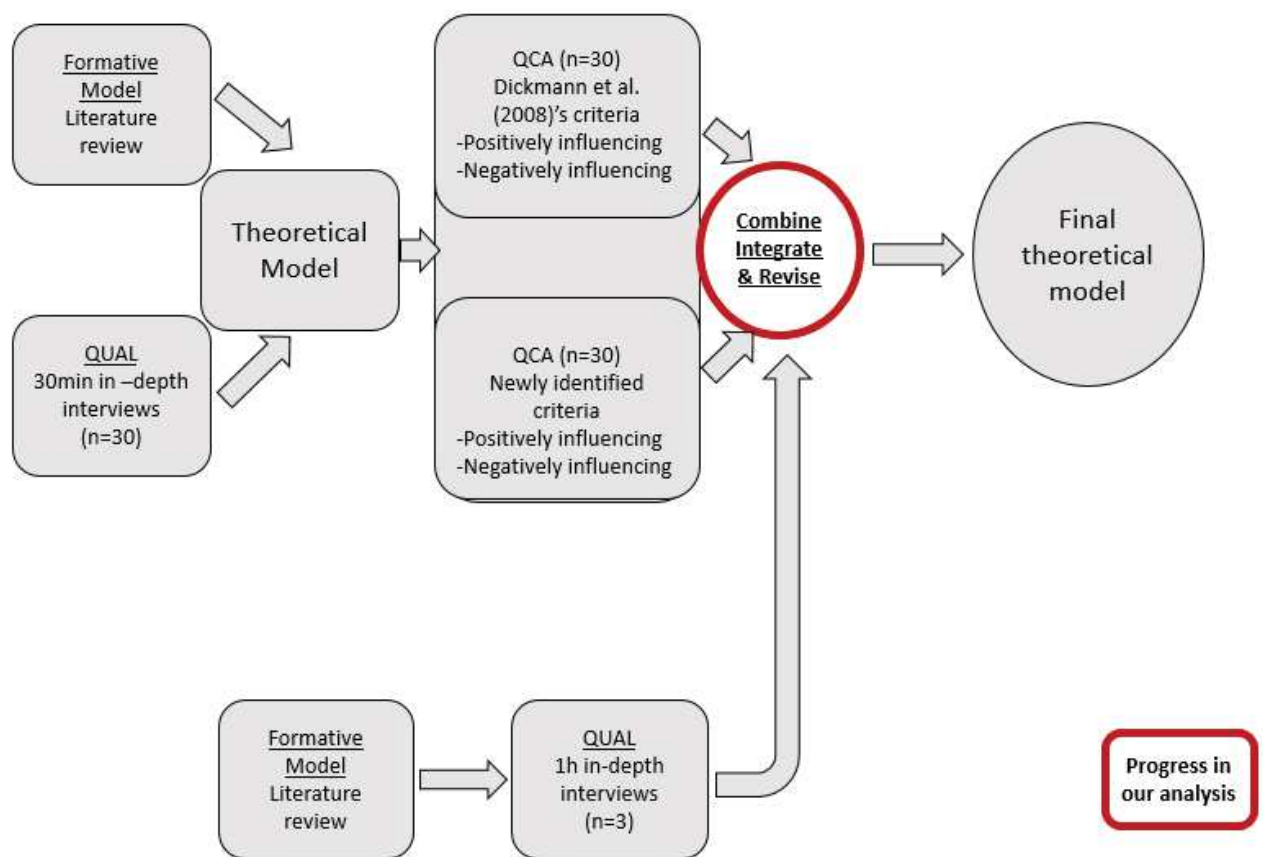 Formative
Model
Literature
review
QUAL
30min in –depth
interviews
(n=30)
Theoretical
Model
QCA (n=30)
Dickmann et al.
(2008)'s criteria
-Positively influencing
-Negatively influencing
QCA (n=30)
Newly identified
criteria
-Positively influencing
-Negatively influencing
Combine
Integrate
& Revise
Final
theoretical
model
Formative
Model
Literature
review
QUAL
1h in-depth
interviews
(n=3)
Progress in
our analysis